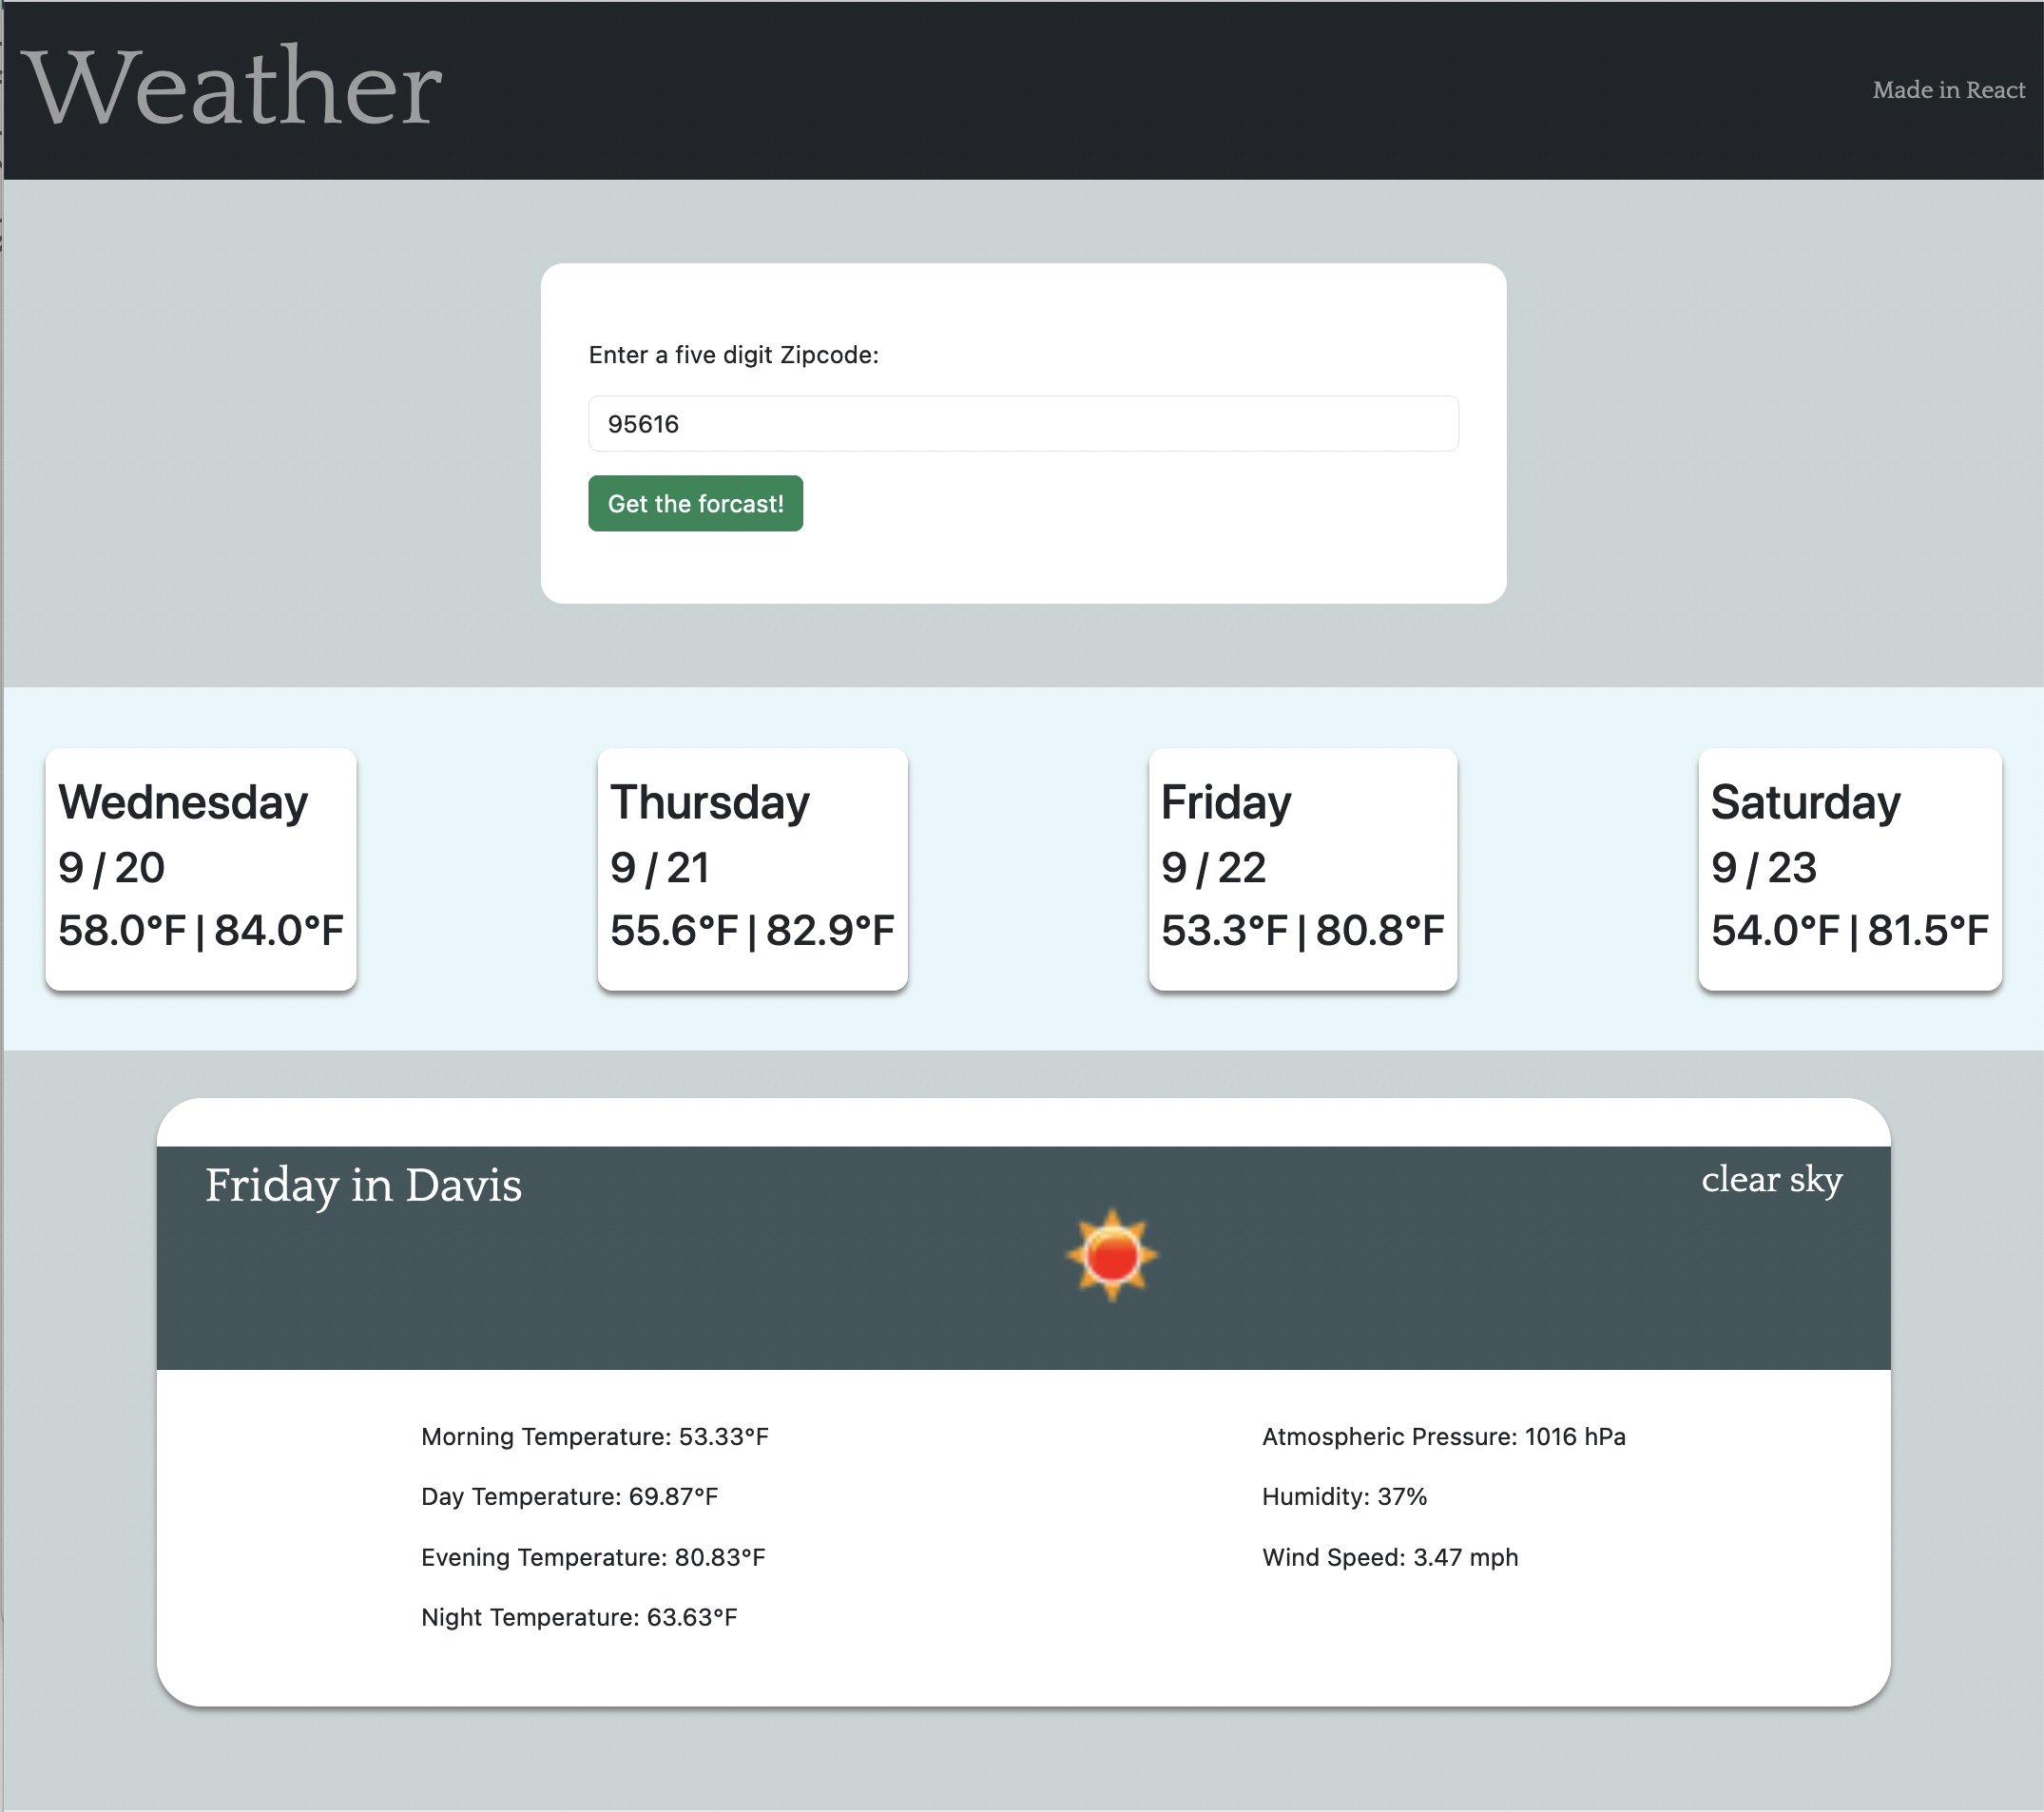 Weather
Made in React
Enter a five digit Zipcode:
95616
Get the forcast!
Wednesday
9 / 20
58.0°F | 84.0°F
Thursday
9 / 21
55.6°F | 82.9°F
Friday
9 / 22
53.3°F | 80.8°F
Saturday
9 / 23
54.0°F | 81.5°F
Friday in Davis
clear sky
Morning Temperature: 53.33°F
Day Temperature: 69.87°F
Evening Temperature: 80.83°F
Night Temperature: 63.63°F
Atmospheric Pressure: 1016 hPa
Humidity: 37%
Wind Speed: 3.47 mph